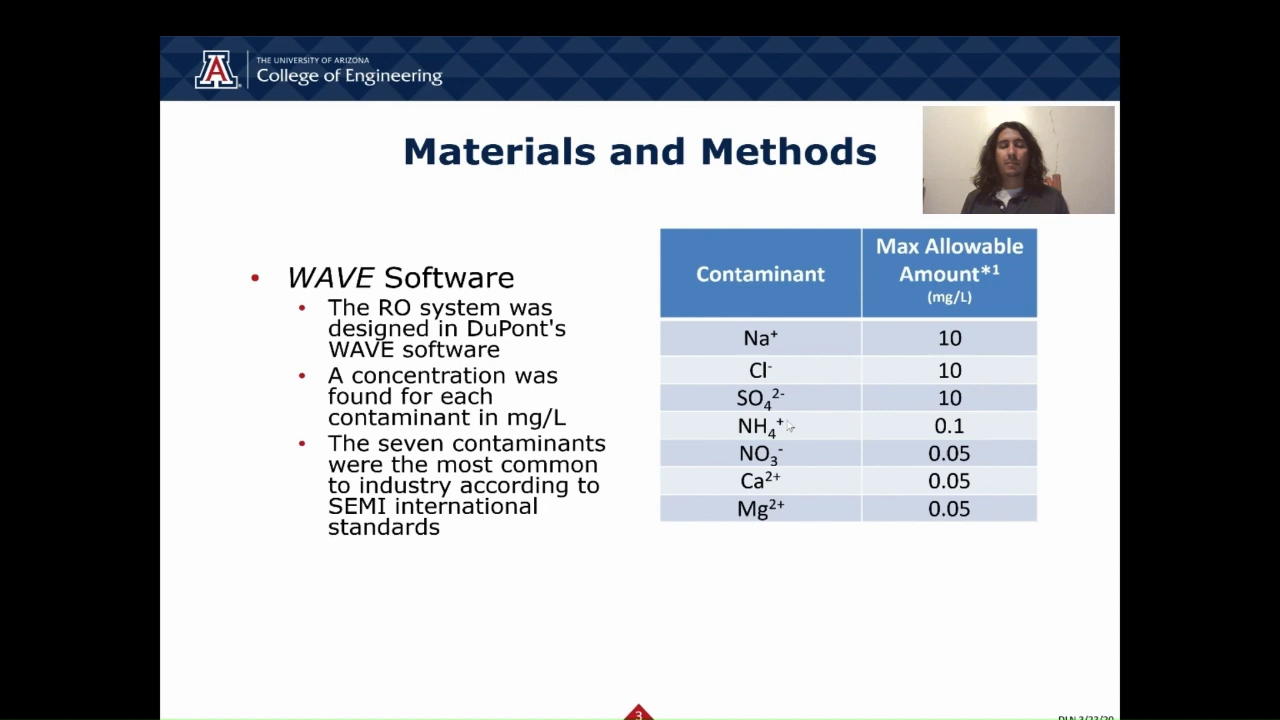 THE UNIVERSITY OF ARIZONA
College of Engineering
Materials and Methods
• WAVE Software
• The RO system was
designed in DuPont's
WAVE software
• A concentration was
found for each
contaminant in mg/L
• The seven contaminants
were the most common
to industry according to
SEMI international
standards
Contaminant Max Allowable
Amount*¹
(mg/L)
Na⁺ 10
Cl⁻ 10
SO₄²⁻ 10
NH₄⁺ 0.1
NO₃⁻ 0.05
Ca²⁺ 0.05
Mg²⁺ 0.05
3